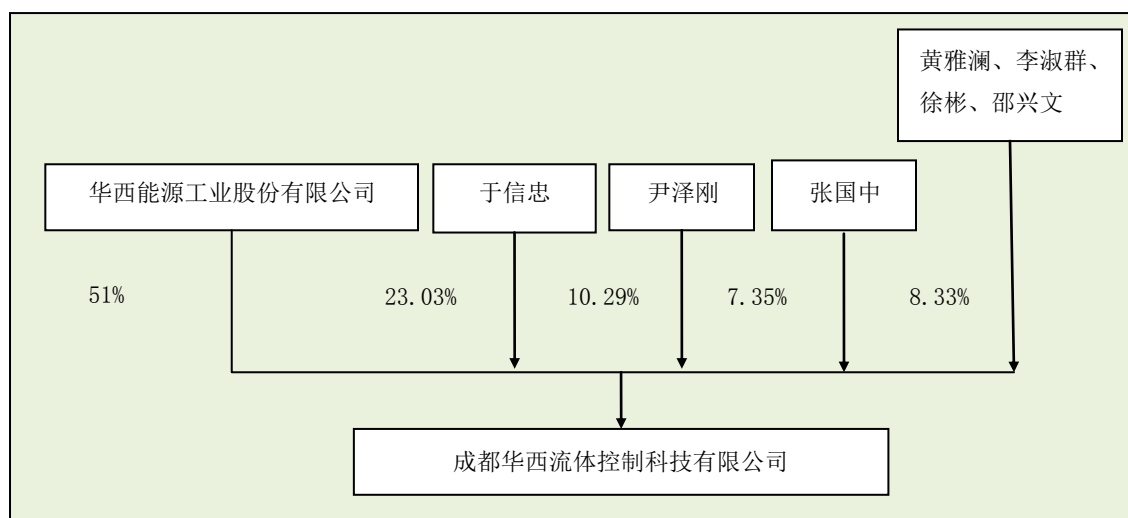 黄雅澜、李淑群、
徐彬、邵兴文
华西能源工业股份有限公司
于信忠
尹泽刚
张国中
51%
23.03%
10.29%
7.35%
8.33%
成都华西流体控制科技有限公司